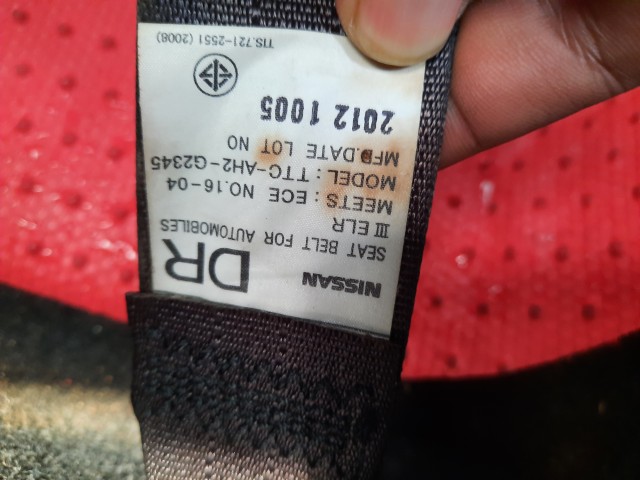 NISSAN DR
SEAT BELT FOR AUTOMOBILES
III ELR
MEETS : ECE NO.16-04
MODEL : TTC-AH2-G2345
MFD.DATE LOT NO
2012 1005
TIS.721-2551 (2008)